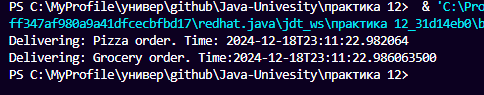 PS C:\MyProfile\универ\github\Java-Univesity\практика 12>  & 'C:\Pro
ff347af980a9a41dfcecbfbd17\redhat.java\jdt_ws\практика 12_31d14eb0\b
Delivering: Pizza order. Time: 2024-12-18T23:11:22.982064
Delivering: Grocery order. Time:2024-12-18T23:11:22.986063500
PS C:\MyProfile\универ\github\Java-Univesity\практика 12>